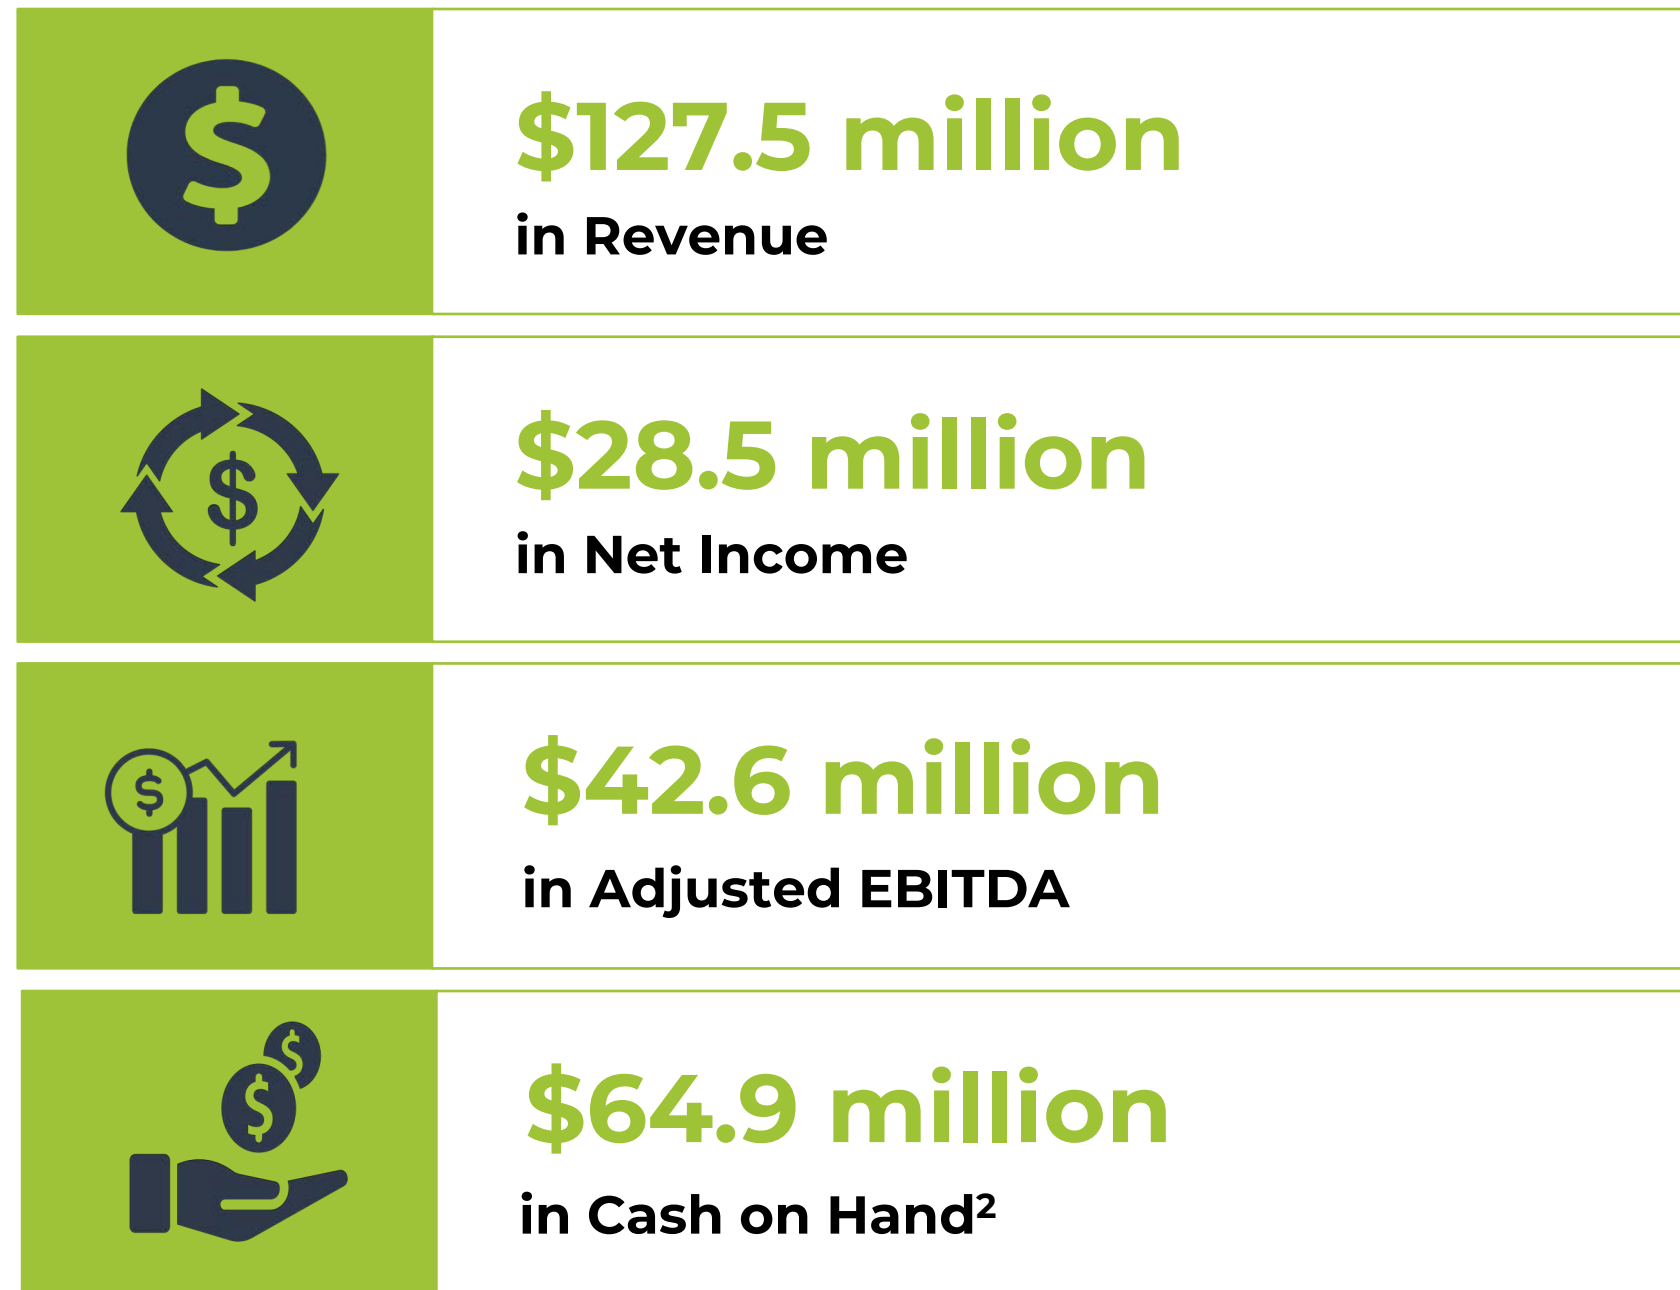 $127.5 million
in Revenue
$28.5 million
in Net Income
$42.6 million
in Adjusted EBITDA
$64.9 million
in Cash on Hand²